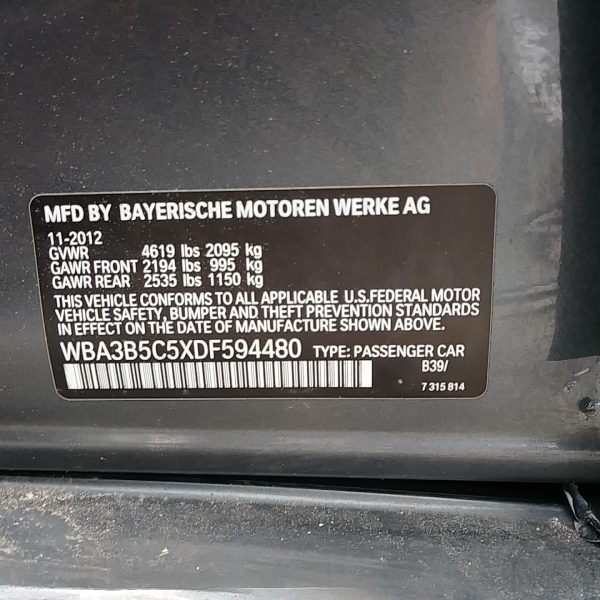 MFD BY BAYERISCHE MOTOREN WERKE AG
11-2012
GVWR 4619 lbs 2095 kg
GAWR FRONT 2194 lbs 995 kg
GAWR REAR 2535 lbs 1150 kg
THIS VEHICLE CONFORMS TO ALL APPLICABLE U.S.FEDERAL MOTOR
VEHICLE SAFETY, BUMPER AND THEFT PREVENTION STANDARDS
IN EFFECT ON THE DATE OF MANUFACTURE SHOWN ABOVE.
WBA3B5C5XDF594480 TYPE: PASSENGER CAR
B39/
7 315 814